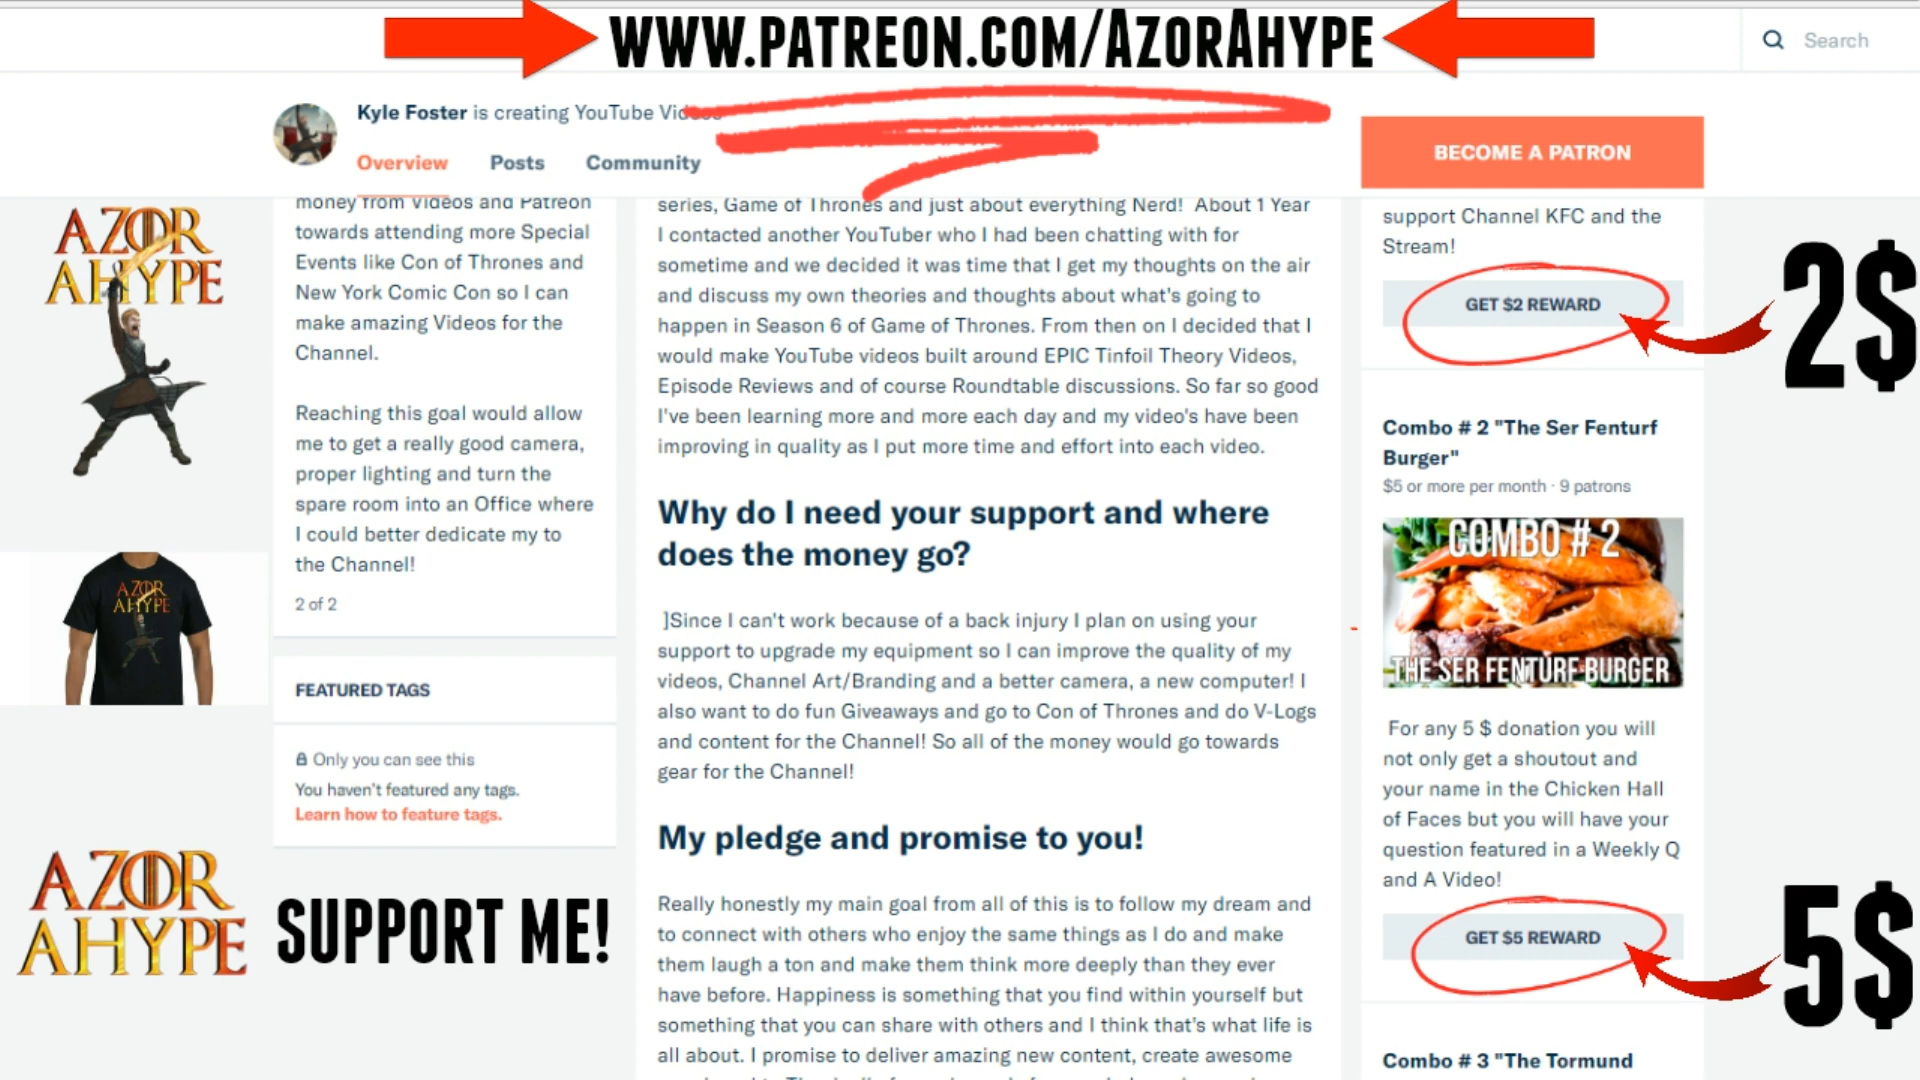 www.patreon.com/AzorAhype
Search
Kyle Foster is creating YouTube Videos
BECOME A PATRON
Overview Posts Community
AZOR
AHYPE
money from Videos and Patreon
towards attending more Special
Events like Con of Thrones and
New York Comic Con so I can
make amazing Videos for the
Channel.
Reaching this goal would allow
me to get a really good camera,
proper lighting and turn the
spare room into an Office where
I could better dedicate my to
the Channel!
2 of 2
AZOR
AHYPE
FEATURED TAGS
Only you can see this
You haven't featured any tags.
Learn how to feature tags.
AZOR
AHYPE
SUPPORT ME!
series, Game of Thrones and just about everything Nerd! About 1 Year
I contacted another YouTuber who I had been chatting with for
sometime and we decided it was time that I get my thoughts on the air
and discuss my own theories and thoughts about what's going to
happen in Season 6 of Game of Thrones. From then on I decided that I
would make YouTube videos built around EPIC Tinfoil Theory Videos,
Episode Reviews and of course Roundtable discussions. So far so good
I've been learning more and more each day and my video's have been
improving in quality as I put more time and effort into each video.
Why do I need your support and where
does the money go?
]Since I can't work because of a back injury I plan on using your
support to upgrade my equipment so I can improve the quality of my
videos, Channel Art/Branding and a better camera, a new computer! I
also want to do fun Giveaways and go to Con of Thrones and do V-Logs
and content for the Channel! So all of the money would go towards
gear for the Channel!
My pledge and promise to you!
Really honestly my main goal from all of this is to follow my dream and
to connect with others who enjoy the same things as I do and make
them laugh a ton and make them think more deeply than they ever
have before. Happiness is something that you find within yourself but
something that you can share with others and I think that's what life is
all about. I promise to deliver amazing new content, create awesome
support Channel KFC and the
Stream!
GET $2 REWARD
2$
Combo # 2 "The Ser Fenturf
Burger"
$5 or more per month · 9 patrons
COMBO # 2
THE SER FENTURF BURGER
For any 5 $ donation you will
not only get a shoutout and
your name in the Chicken Hall
of Faces but you will have your
question featured in a Weekly Q
and A Video!
GET $5 REWARD
5$
Combo # 3 "The Tormund